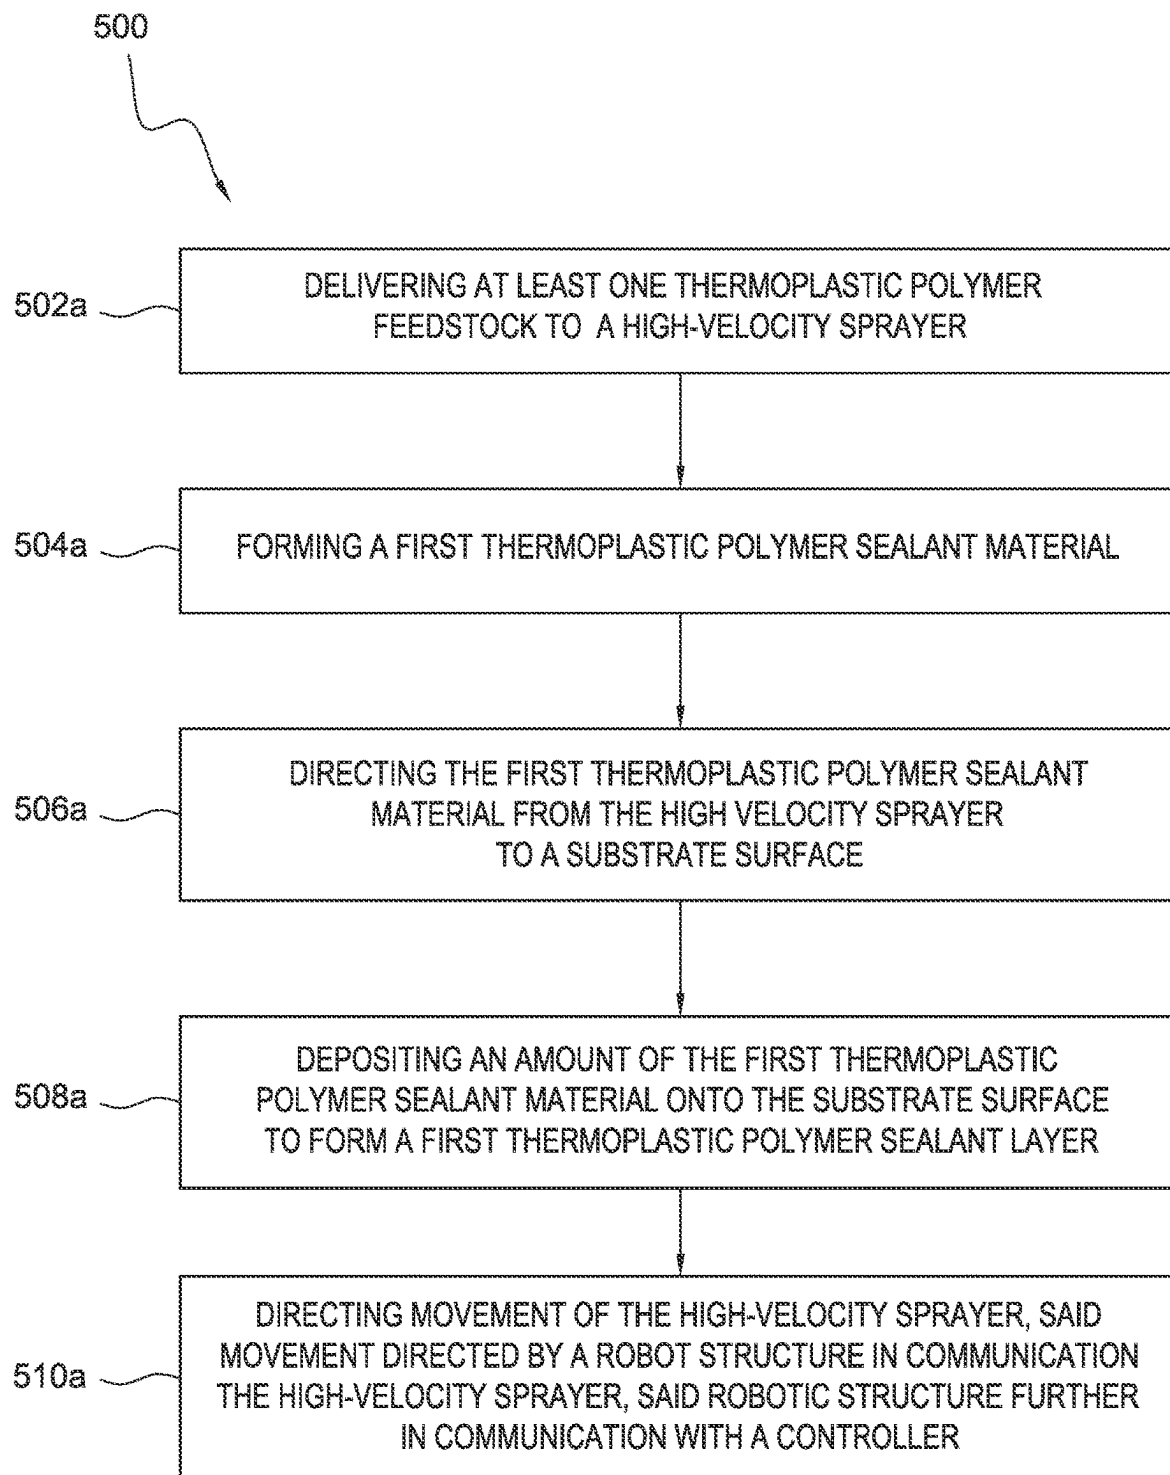 500
502a
DELIVERING AT LEAST ONE THERMOPLASTIC POLYMER
FEEDSTOCK TO A HIGH-VELOCITY SPRAYER
504a
FORMING A FIRST THERMOPLASTIC POLYMER SEALANT MATERIAL
506a
DIRECTING THE FIRST THERMOPLASTIC POLYMER SEALANT
MATERIAL FROM THE HIGH VELOCITY SPRAYER
TO A SUBSTRATE SURFACE
508a
DEPOSITING AN AMOUNT OF THE FIRST THERMOPLASTIC
POLYMER SEALANT MATERIAL ONTO THE SUBSTRATE SURFACE
TO FORM A FIRST THERMOPLASTIC POLYMER SEALANT LAYER
510a
DIRECTING MOVEMENT OF THE HIGH-VELOCITY SPRAYER, SAID
MOVEMENT DIRECTED BY A ROBOT STRUCTURE IN COMMUNICATION
THE HIGH-VELOCITY SPRAYER, SAID ROBOTIC STRUCTURE FURTHER
IN COMMUNICATION WITH A CONTROLLER